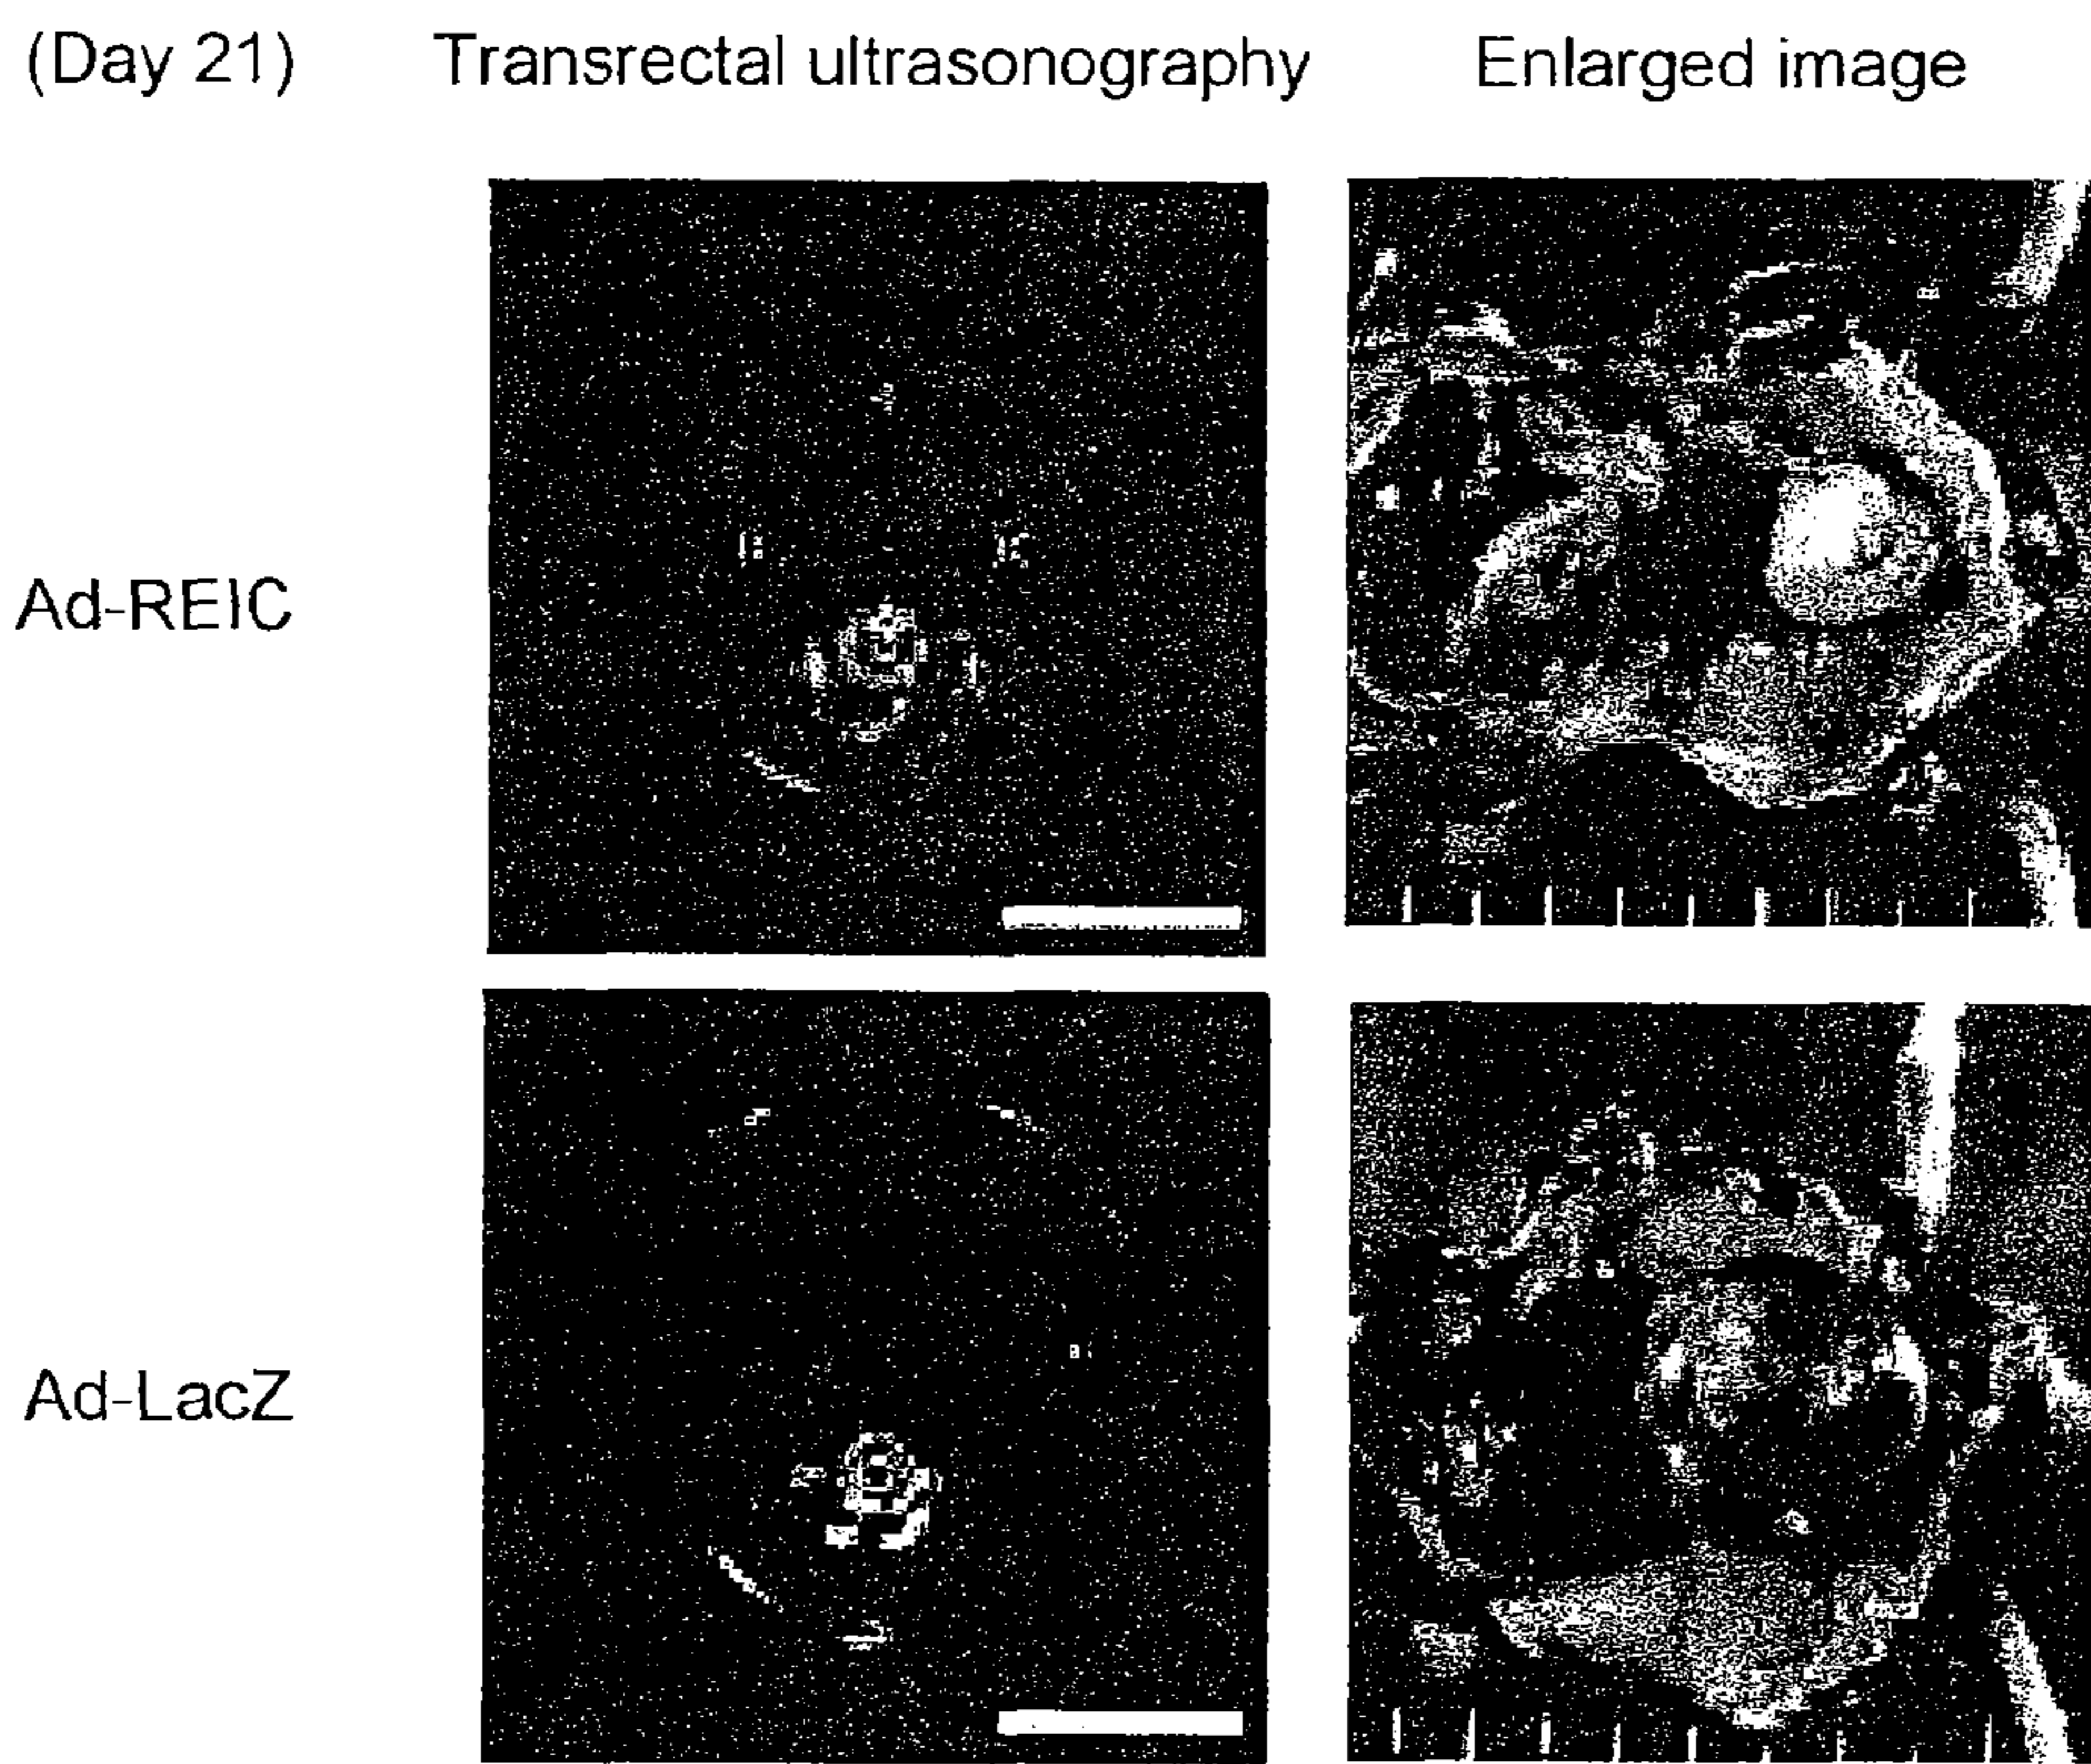 (Day 21) Transrectal ultrasonography Enlarged image
Ad-REIC
Ad-LacZ